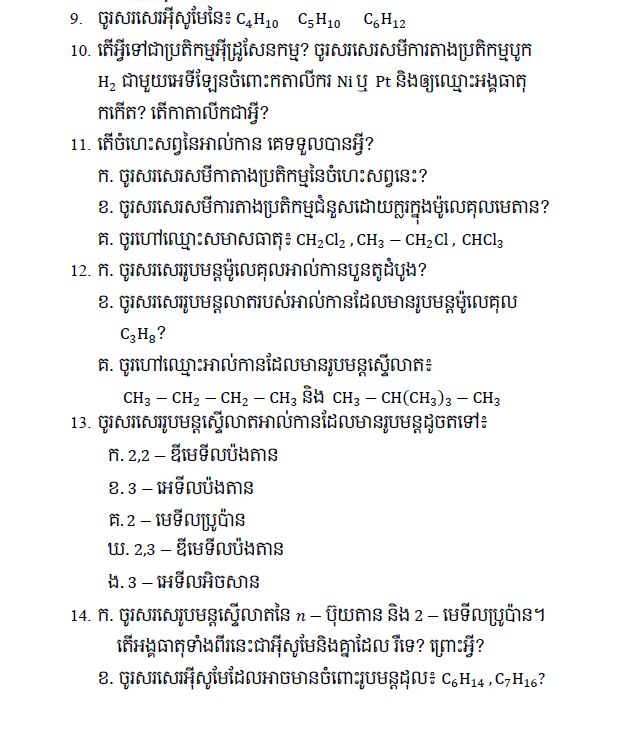 9. ចូរសរសេរអ៊ីសូមែនៃ៖ C₄H₁₀ C₅H₁₀ C₆H₁₂
10. តើអ្វីទៅជាប្រតិកម្មអ៊ីដ្រូសែនកម្ម? ចូរសរសេរសមីការតាងប្រតិកម្មបូក
H₂ ជាមួយអេទីឡែនចំពោះកតាលីករ Ni ឬ Pt និងឲ្យឈ្មោះអង្គធាតុ
កកើត? តើកាតាលីកជាអ្វី?
11. តើចំហេះសព្វនៃអាល់កាន គេទទួលបានអ្វី?
ក. ចូរសរសេរសមីកាតាងប្រតិកម្មនៃចំហេះសព្វនេះ?
ខ. ចូរសរសេរសមីការតាងប្រតិកម្មជំនួសដោយក្លរក្នុងម៉ូលេគុលមេតាន?
គ. ចូរហៅឈ្មោះសមាសធាតុ៖ CH₂Cl₂ , CH₃ − CH₂Cl , CHCl₃
12. ក. ចូរសរសេររូបមន្តម៉ូលេគុលអាល់កានបួនតួដំបូង?
ខ. ចូរសរសេររូបមន្តលាតរបស់អាល់កានដែលមានរូបមន្តម៉ូលេគុល
C₃H₈?
គ. ចូរហៅឈ្មោះអាល់កានដែលមានរូបមន្តស្ទើលាត៖
CH₃ − CH₂ − CH₂ − CH₃ និង CH₃ − CH(CH₃)₃ − CH₃
13. ចូរសរសេររូបមន្តស្ទើលាតអាល់កានដែលមានរូបមន្តដូចតទៅ៖
ក. 2,2 − ឌីមេទីលប៉ងតាន
ខ. 3 − អេទីលប៉ងតាន
គ. 2 − មេទីលប្រូប៉ាន
ឃ. 2,3 − ឌីមេទីលប៉ងតាន
ង. 3 − អេទីលអិចសាន
14. ក. ចូរសរសេរូបមន្តស្ទើលាតនៃ n − ប៊ុយតាន និង 2 − មេទីលប្រូប៉ាន។
តើអង្គធាតុទាំងពីរនេះជាអ៊ីសូមែនិងគ្នាដែល រឺទេ? ព្រោះអ្វី?
ខ. ចូរសរសេរអ៊ីសូមែដែលអាចមានចំពោះរូបមន្តដុល៖ C₆H₁₄ , C₇H₁₆?